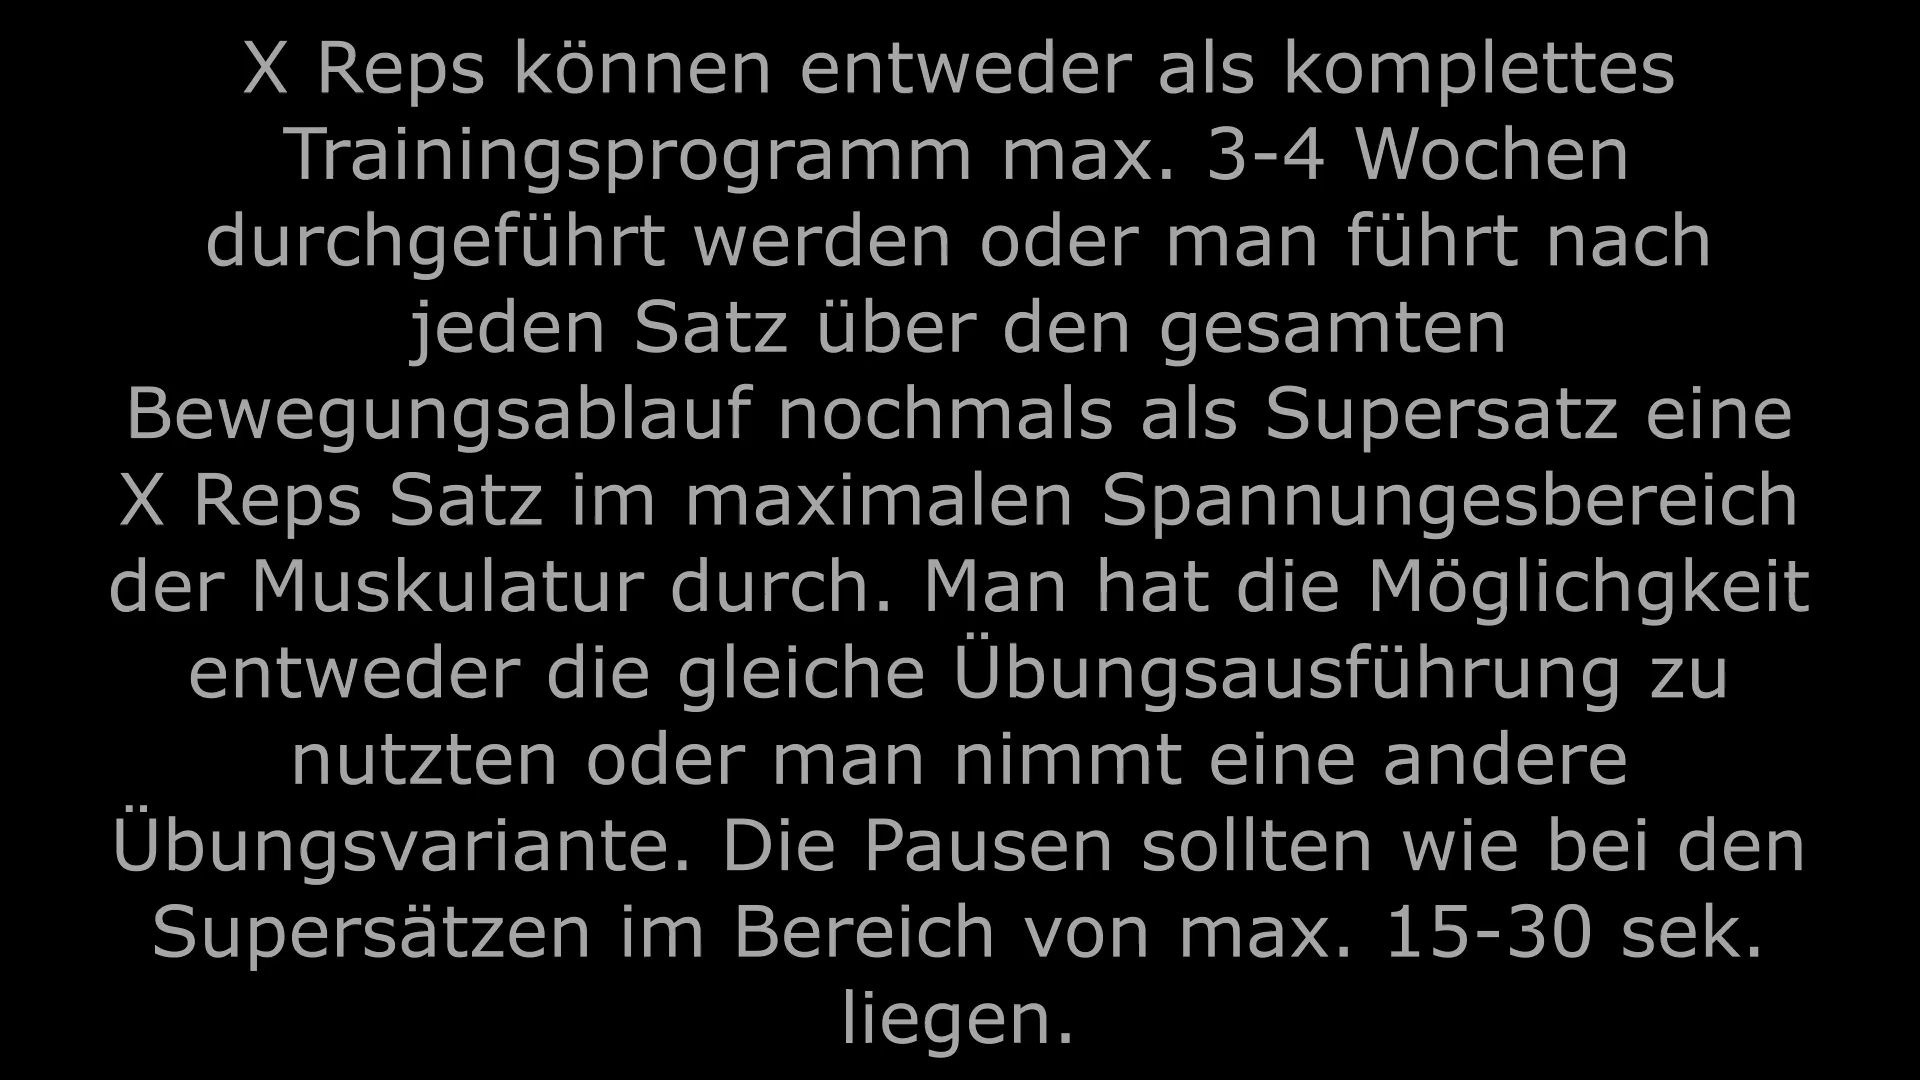 X Reps können entweder als komplettes
Trainingsprogramm max. 3-4 Wochen
durchgeführt werden oder man führt nach
jeden Satz über den gesamten
Bewegungsablauf nochmals als Supersatz eine
X Reps Satz im maximalen Spannungesbereich
der Muskulatur durch. Man hat die Möglichgkeit
entweder die gleiche Übungsausführung zu
nutzten oder man nimmt eine andere
Übungsvariante. Die Pausen sollten wie bei den
Supersätzen im Bereich von max. 15-30 sek.
liegen.